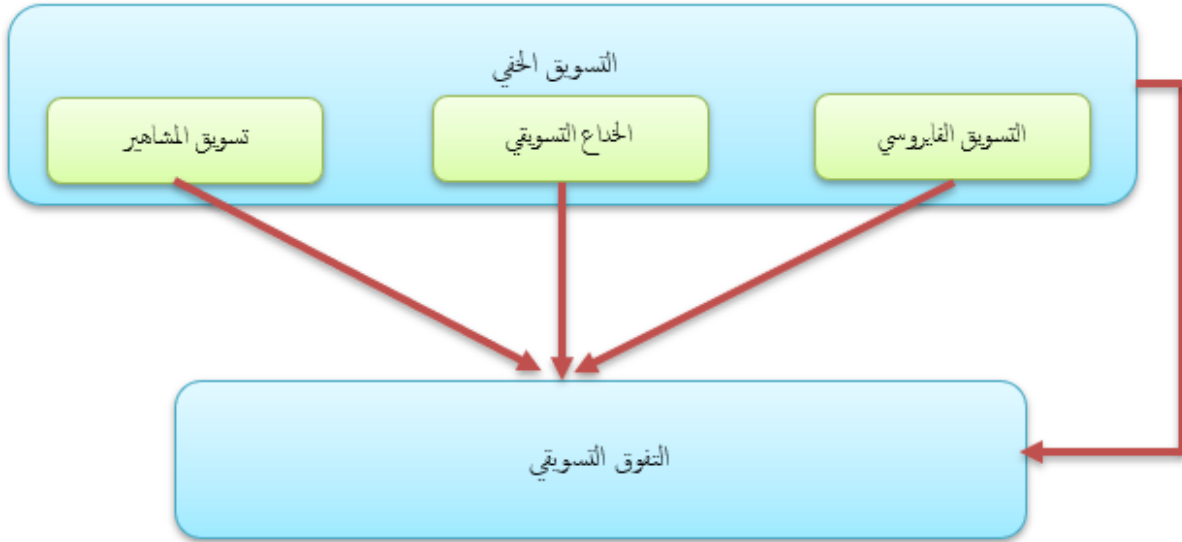 التسويق الخفي
التسويق الفايروسي
الخداع التسويقي
تسويق المشاهير
التفوق التسويقي